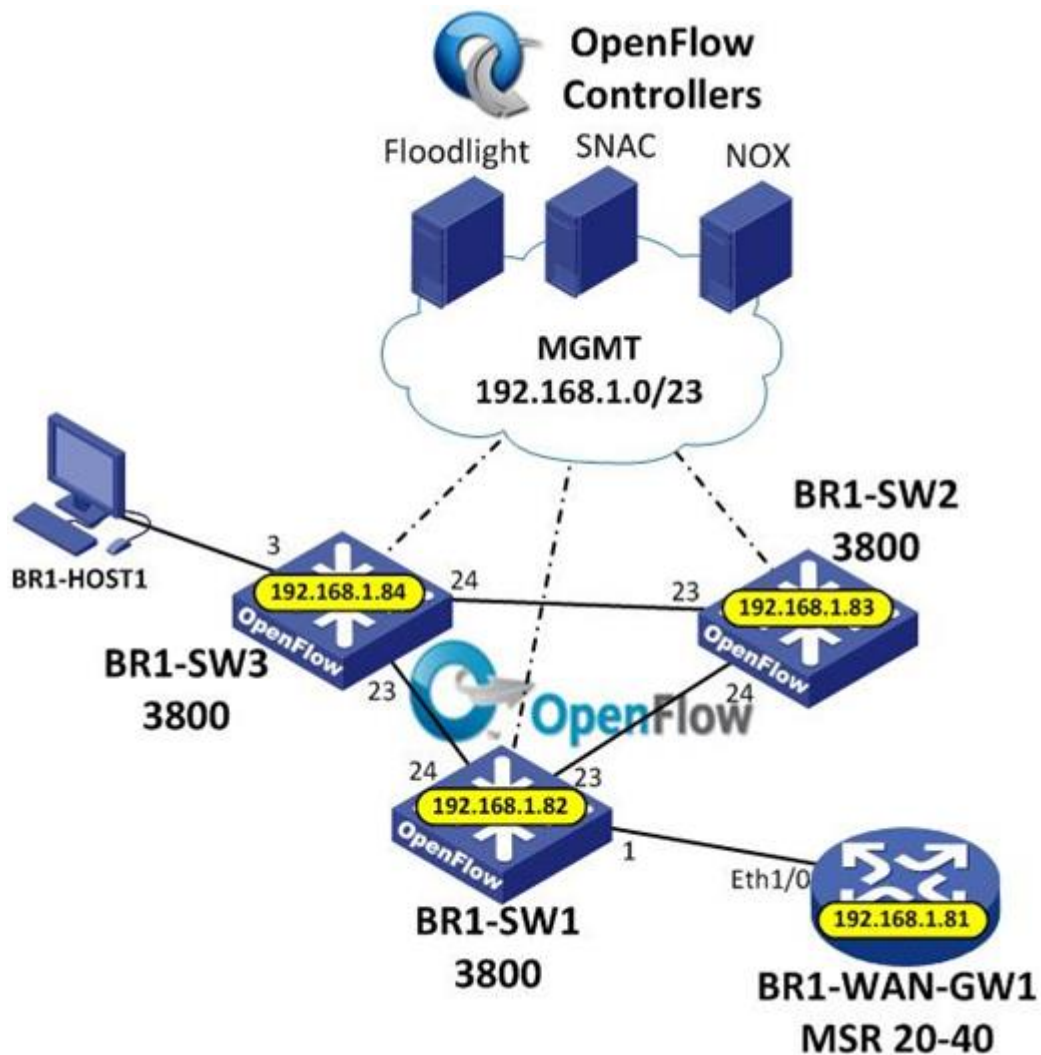 OpenFlow
Controllers
Floodlight
SNAC
NOX
MGMT
192.168.1.0/23
BR1-HOST1
3
192.168.1.84
OpenFlow
24
23
BR1-SW2
3800
192.168.1.83
OpenFlow
24
BR1-SW3
3800
23
OpenFlow
TM
24
23
192.168.1.82
OpenFlow
1
BR1-SW1
3800
Eth1/0
192.168.1.81
BR1-WAN-GW1
MSR 20-40